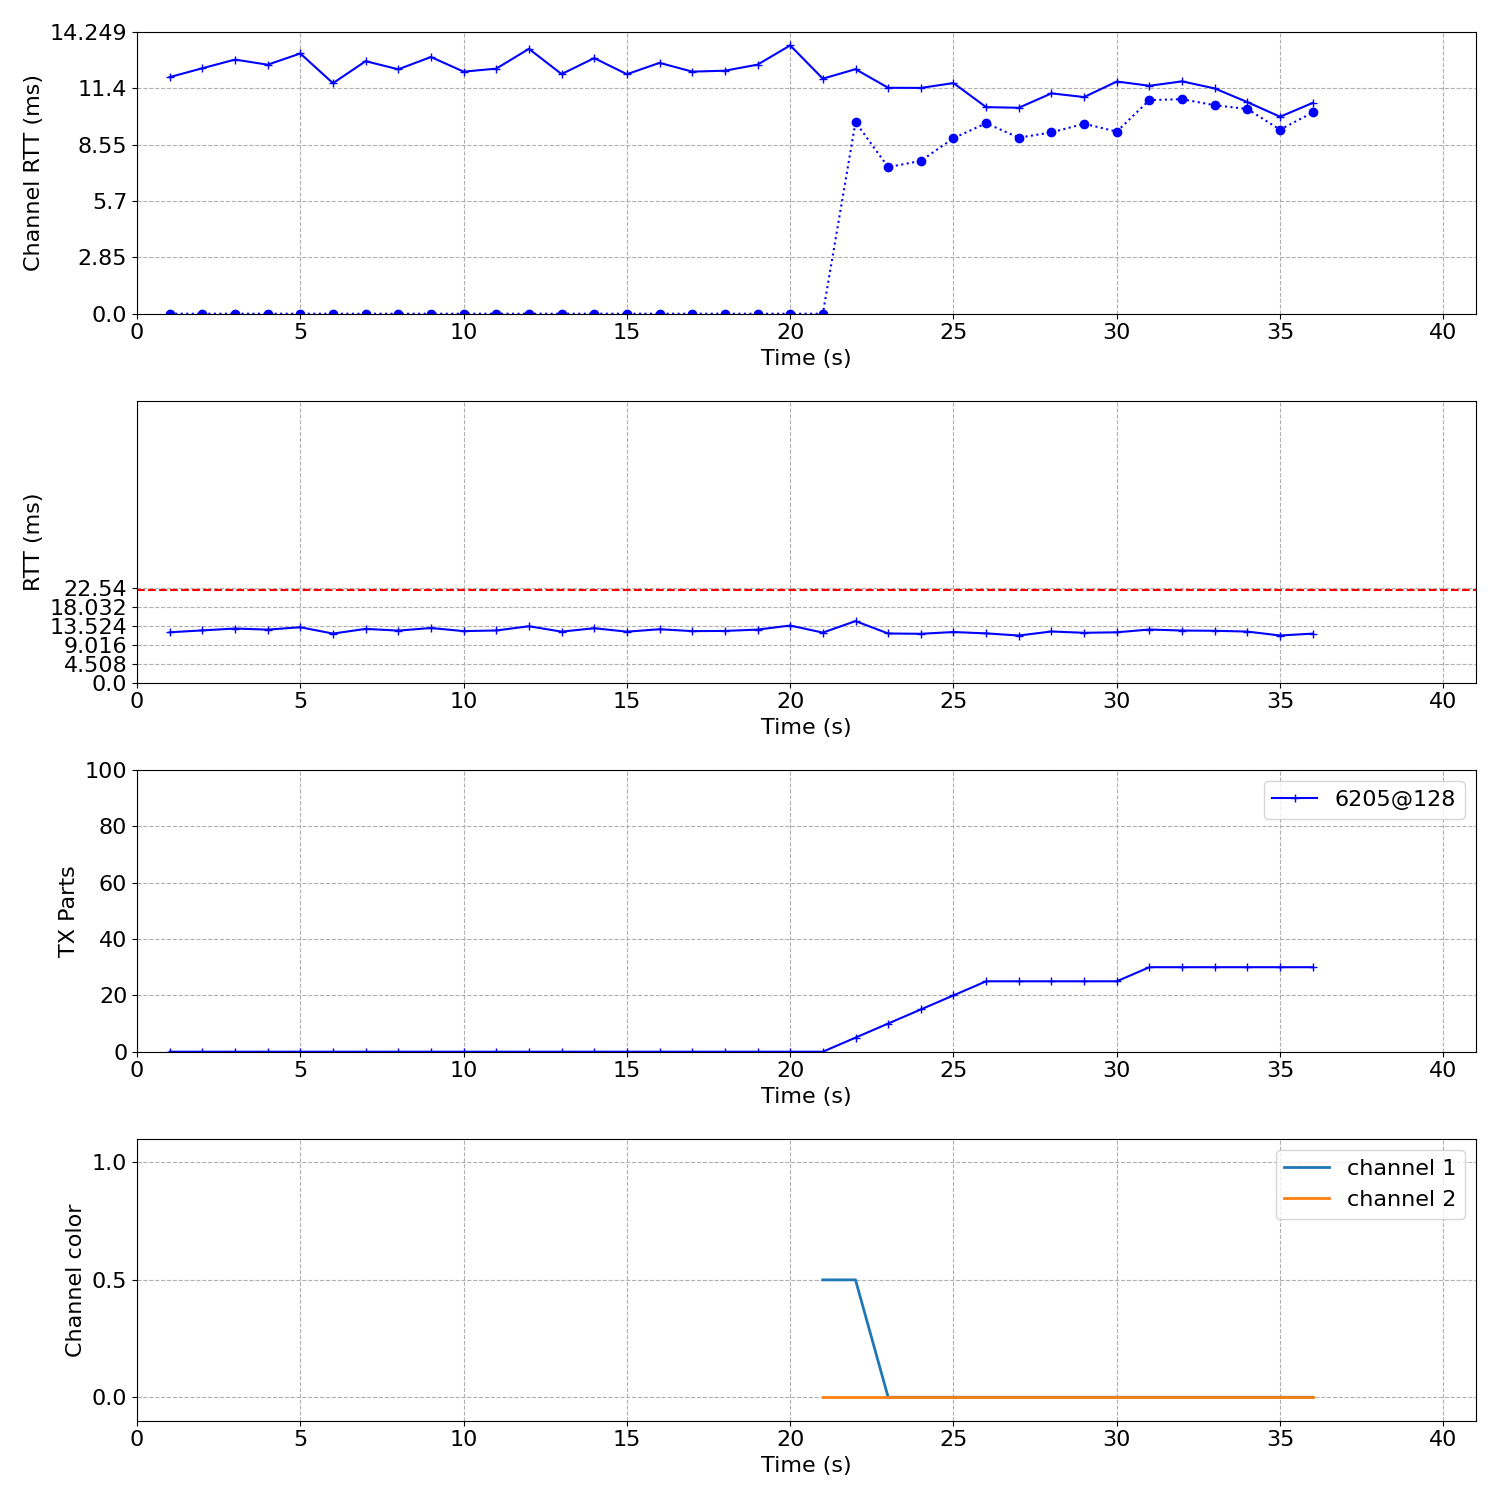 14.249
11.4
8.55
5.7
2.85
0.0
Channel RTT (ms)
0 5 10 15 20 25 30 35 40
Time (s)
22.54
18.032
13.524
9.016
4.508
0.0
RTT (ms)
0 5 10 15 20 25 30 35 40
Time (s)
100
80
60
40
20
0
TX Parts
6205@128
0 5 10 15 20 25 30 35 40
Time (s)
1.0
0.5
0.0
Channel color
channel 1
channel 2
0 5 10 15 20 25 30 35 40
Time (s)